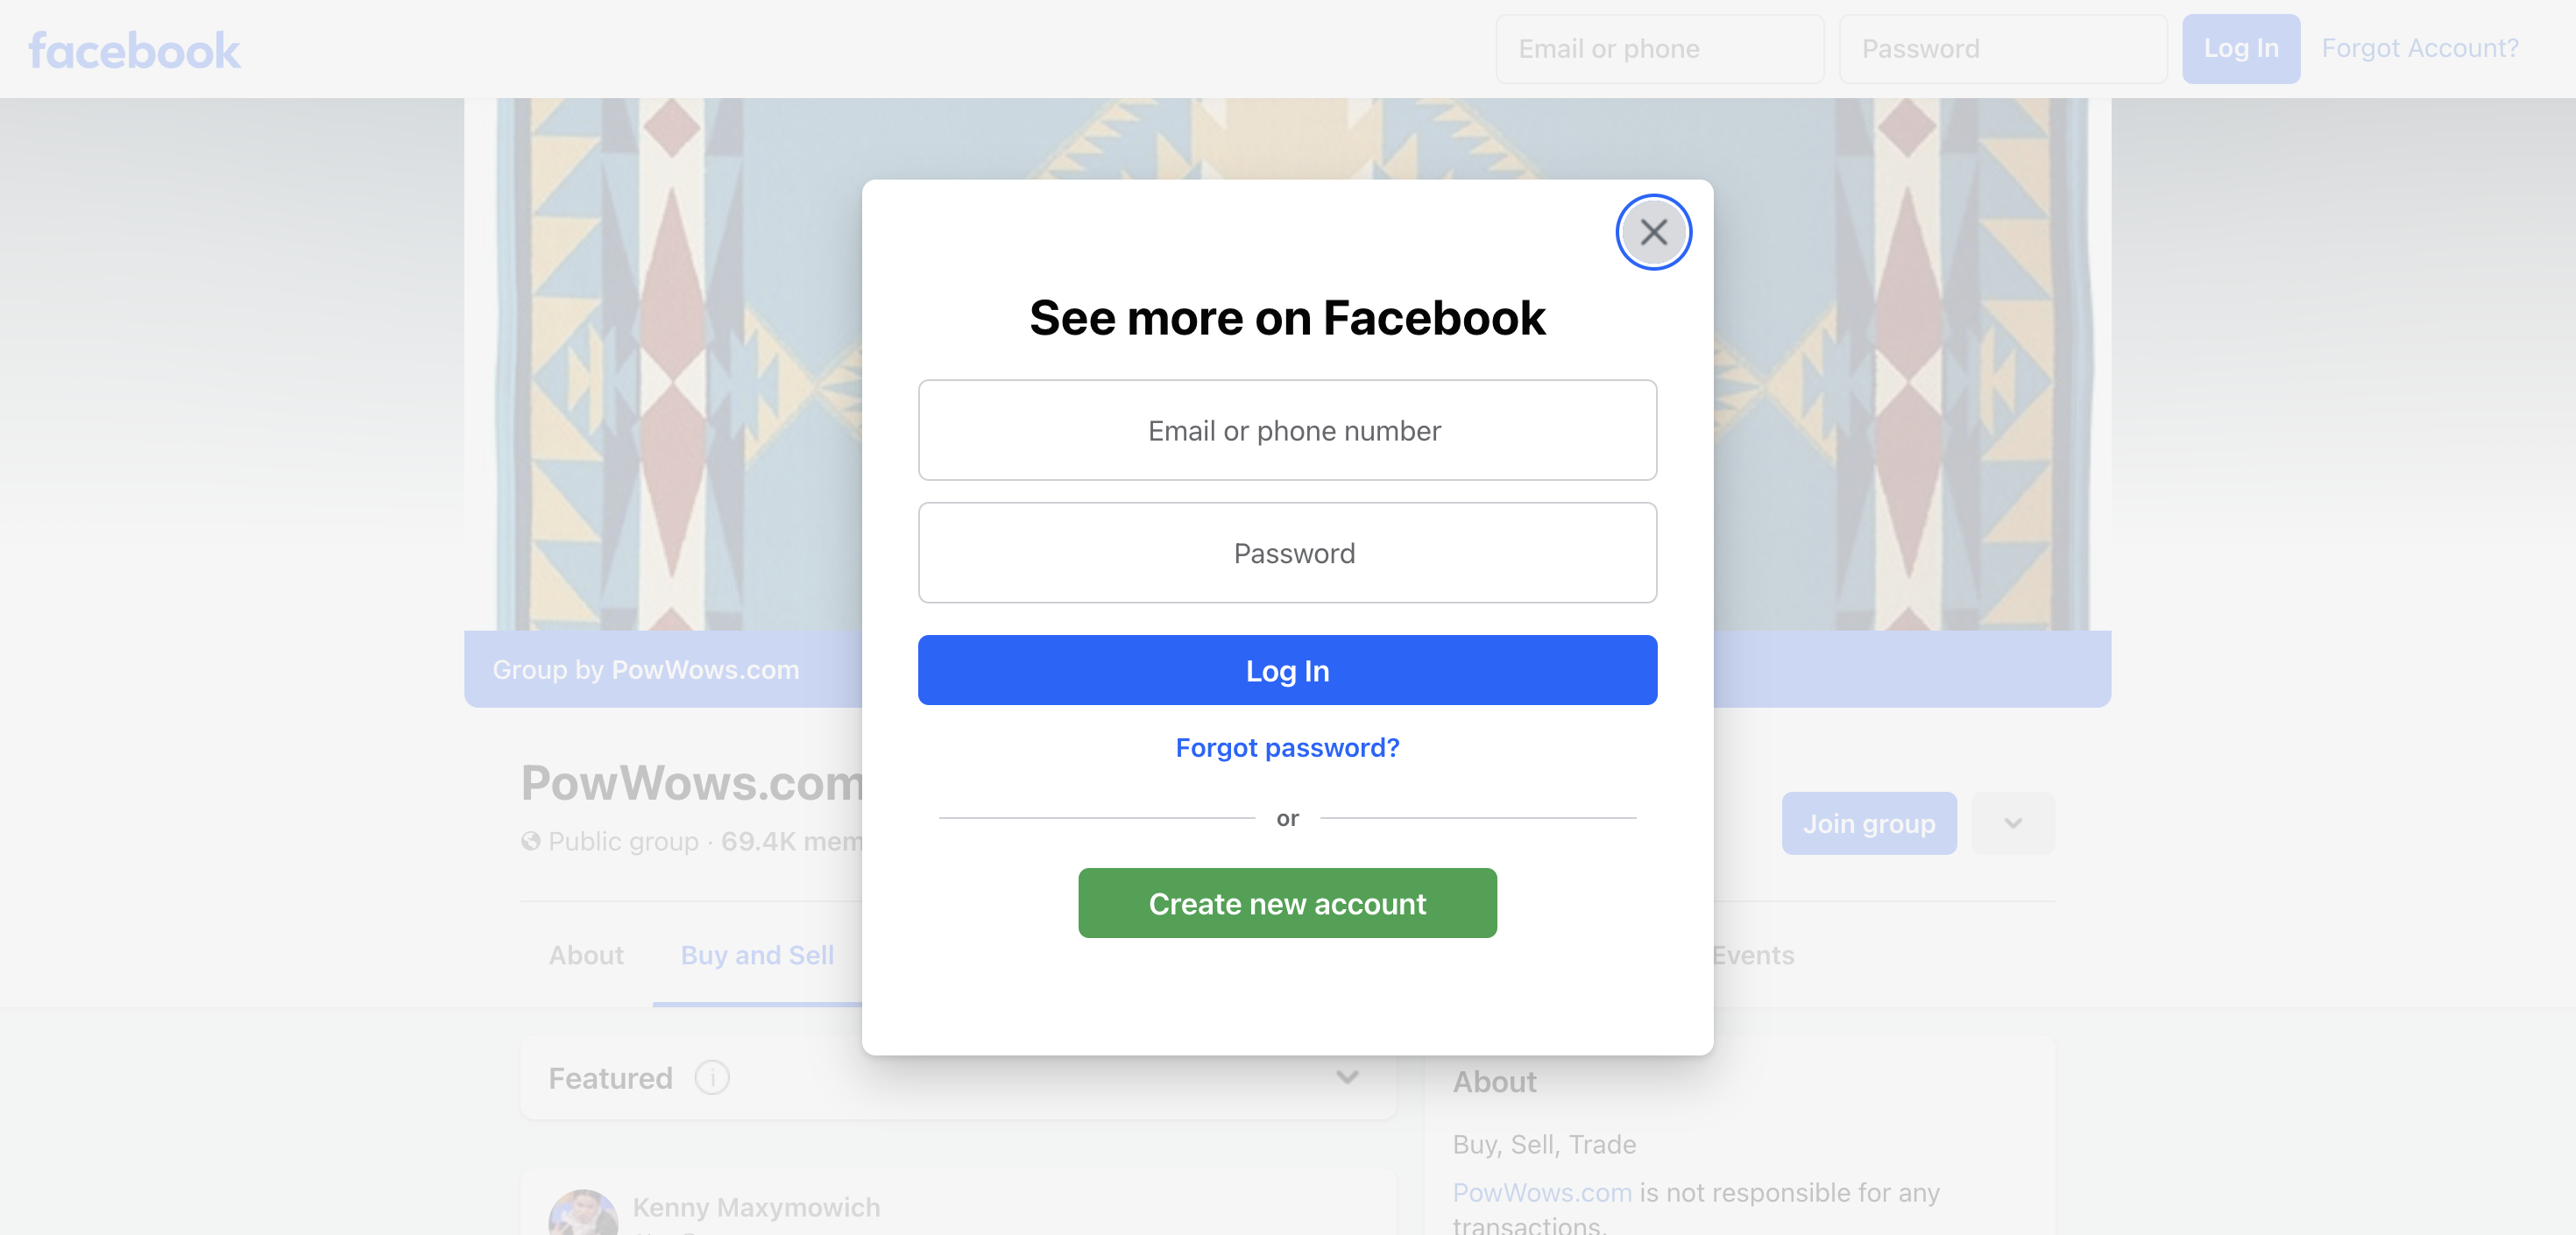 facebook
Email or phone
Password
Log In
Forgot Account?
See more on Facebook
Email or phone number
Password
Log In
Forgot password?
or
Create new account
Group by PowWows.com
PowWows.com
Public group · 69.4K mem
Join group
About
Buy and Sell
Events
Featured
Kenny Maxymowich
About
Buy, Sell, Trade
PowWows.com is not responsible for any
transactions.